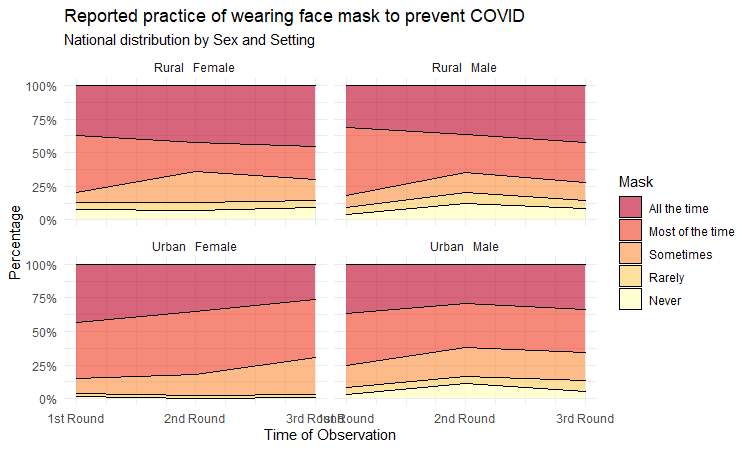 Reported practice of wearing face mask to prevent COVID
National distribution by Sex and Setting
Rural Female
Rural Male
100%
75%
50%
25%
0%
Urban Female
Urban Male
100%
75%
50%
25%
0%
1st Round
2nd Round
3rd Round
1st Round
2nd Round
3rd Round
Time of Observation
Percentage
Mask
All the time
Most of the time
Sometimes
Rarely
Never